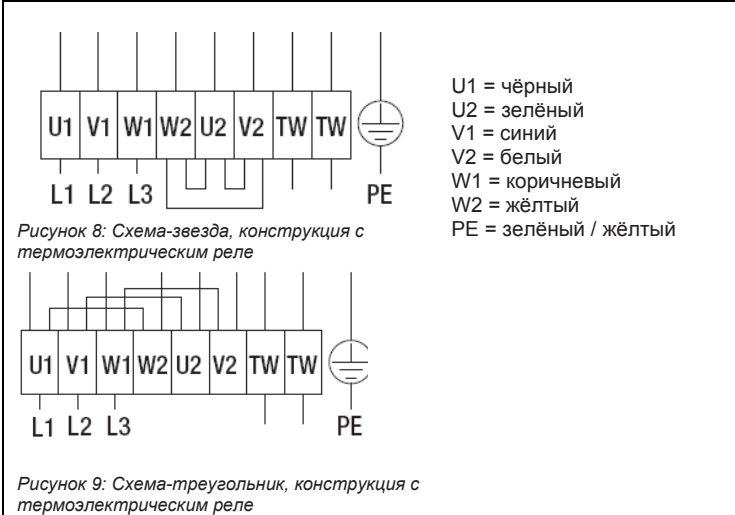 U1 V1 W1 W2 U2 V2 TW TW
L1 L2 L3 PE
Рисунок 8: Схема-звезда, конструкция с
термоэлектрическим реле
U1 V1 W1 W2 U2 V2 TW TW
L1 L2 L3 PE
Рисунок 9: Схема-треугольник, конструкция с
термоэлектрическим реле
U1 = чёрный
U2 = зелёный
V1 = синий
V2 = белый
W1 = коричневый
W2 = жёлтый
PE = зелёный / жёлтый